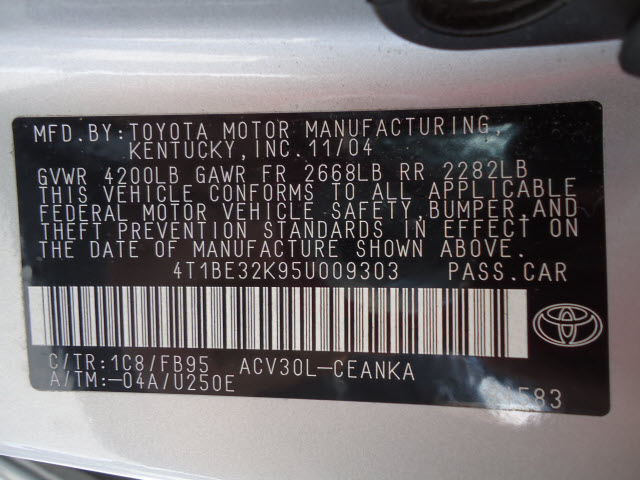 MFD.BY:TOYOTA MOTOR MANUFACTURING,
KENTUCKY,INC. 11/04
GVWR 4200LB GAWR FR 2668LB RR 2282LB
THIS VEHICLE CONFORMS TO ALL APPLICABLE
FEDERAL MOTOR VEHICLE SAFETY,BUMPER,AND
THEFT PREVENTION STANDARDS IN EFFECT ON
THE DATE OF MANUFACTURE SHOWN ABOVE.
4T1BE32K95U009303 PASS.CAR
C/TR:1C8/FB95 ACV30L-CEANKA
A/TM:-04A/U250E